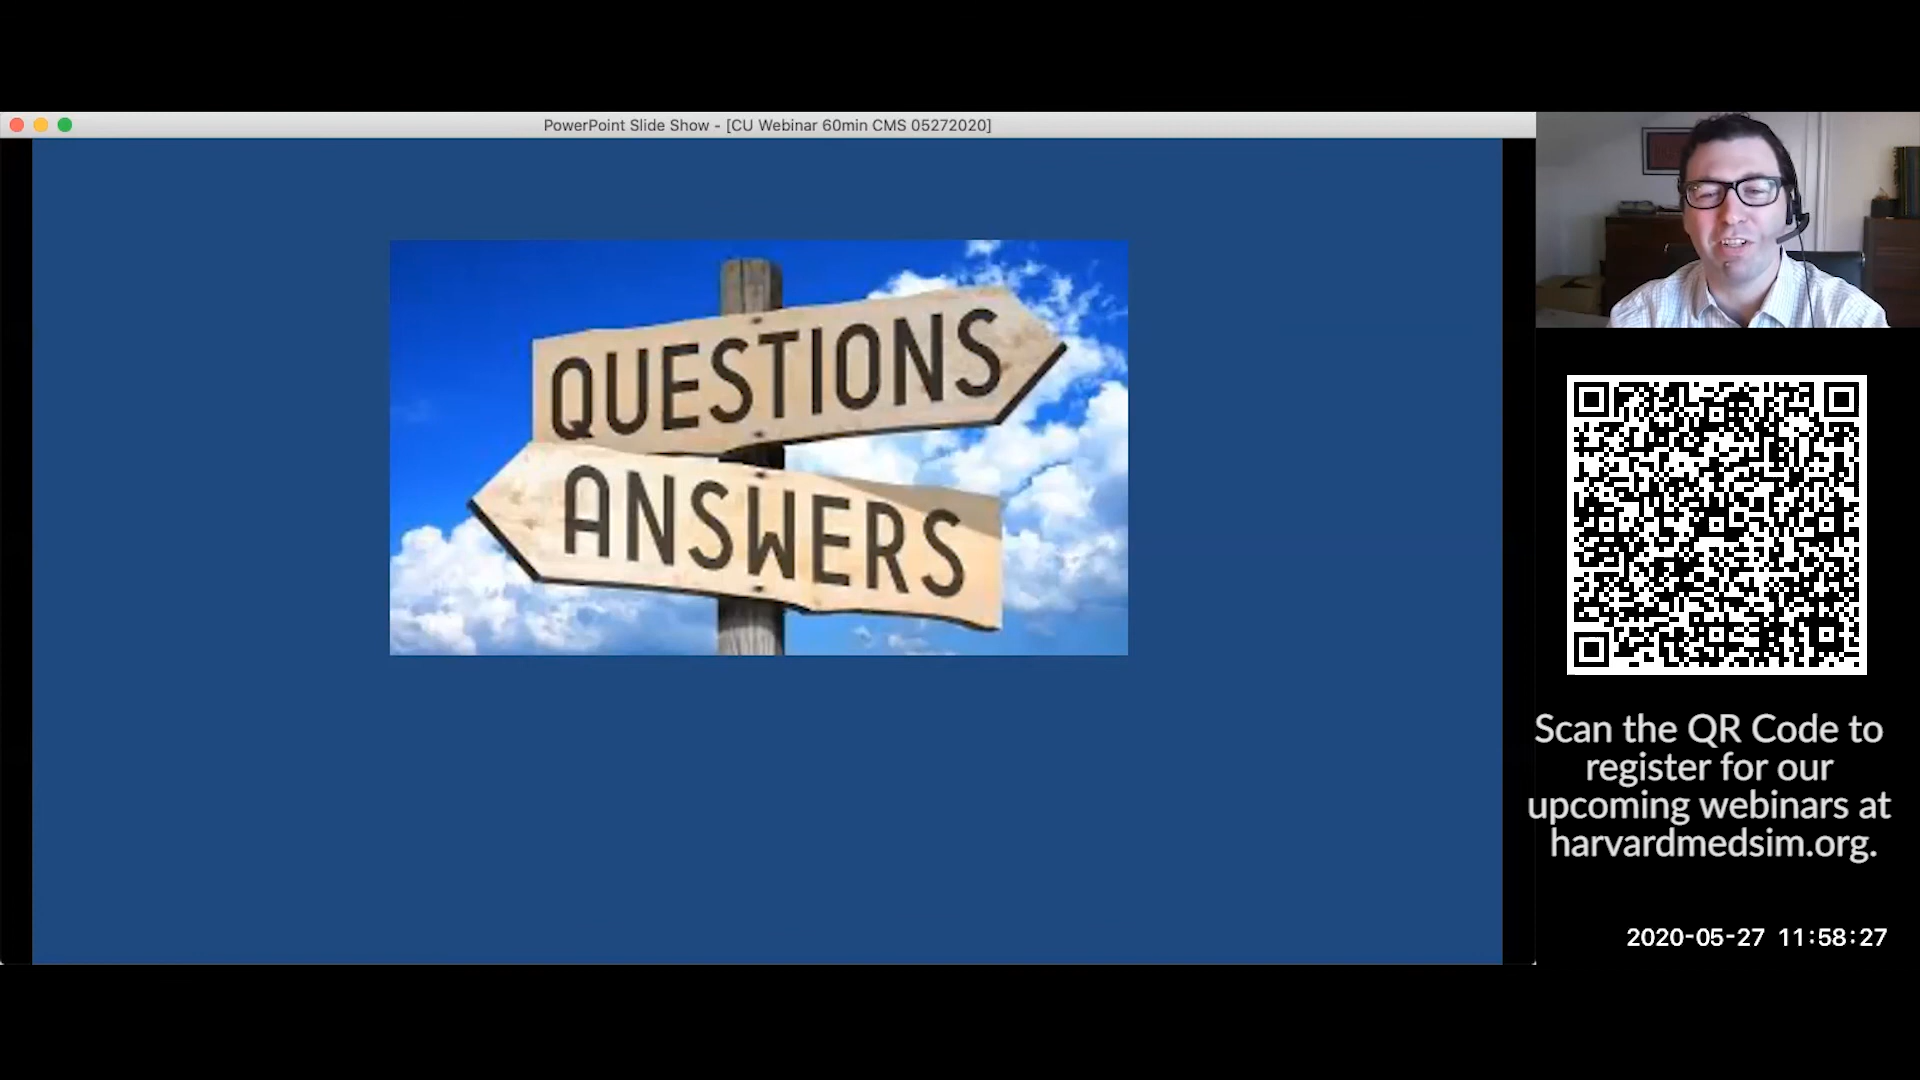 PowerPoint Slide Show - [CU Webinar 60min CMS 05272020]
QUESTIONS
ANSWERS
Scan the QR Code to
register for our
upcoming webinars at
harvardmedsim.org.
2020-05-27 11:58:27